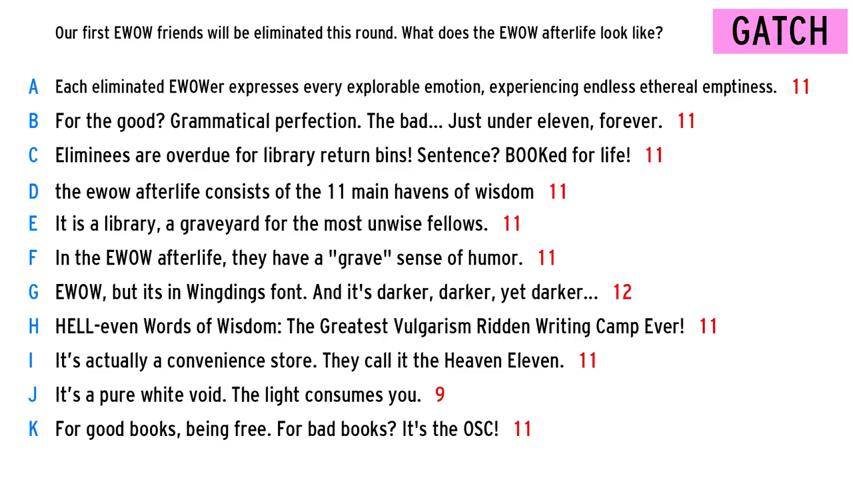 Our first EWOW friends will be eliminated this round. What does the EWOW afterlife look like?
GATCH
A Each eliminated EWOWer expresses every explorable emotion, experiencing endless ethereal emptiness. 11
B For the good? Grammatical perfection. The bad... Just under eleven, forever. 11
C Eliminees are overdue for library return bins! Sentence? BOOKed for life! 11
D the ewow afterlife consists of the 11 main havens of wisdom 11
E It is a library, a graveyard for the most unwise fellows. 11
F In the EWOW afterlife, they have a "grave" sense of humor. 11
G EWOW, but its in Wingdings font. And it's darker, darker, yet darker... 12
H HELL-even Words of Wisdom: The Greatest Vulgarism Ridden Writing Camp Ever! 11
I It’s actually a convenience store. They call it the Heaven Eleven. 11
J It’s a pure white void. The light consumes you. 9
K For good books, being free. For bad books? It's the OSC! 11